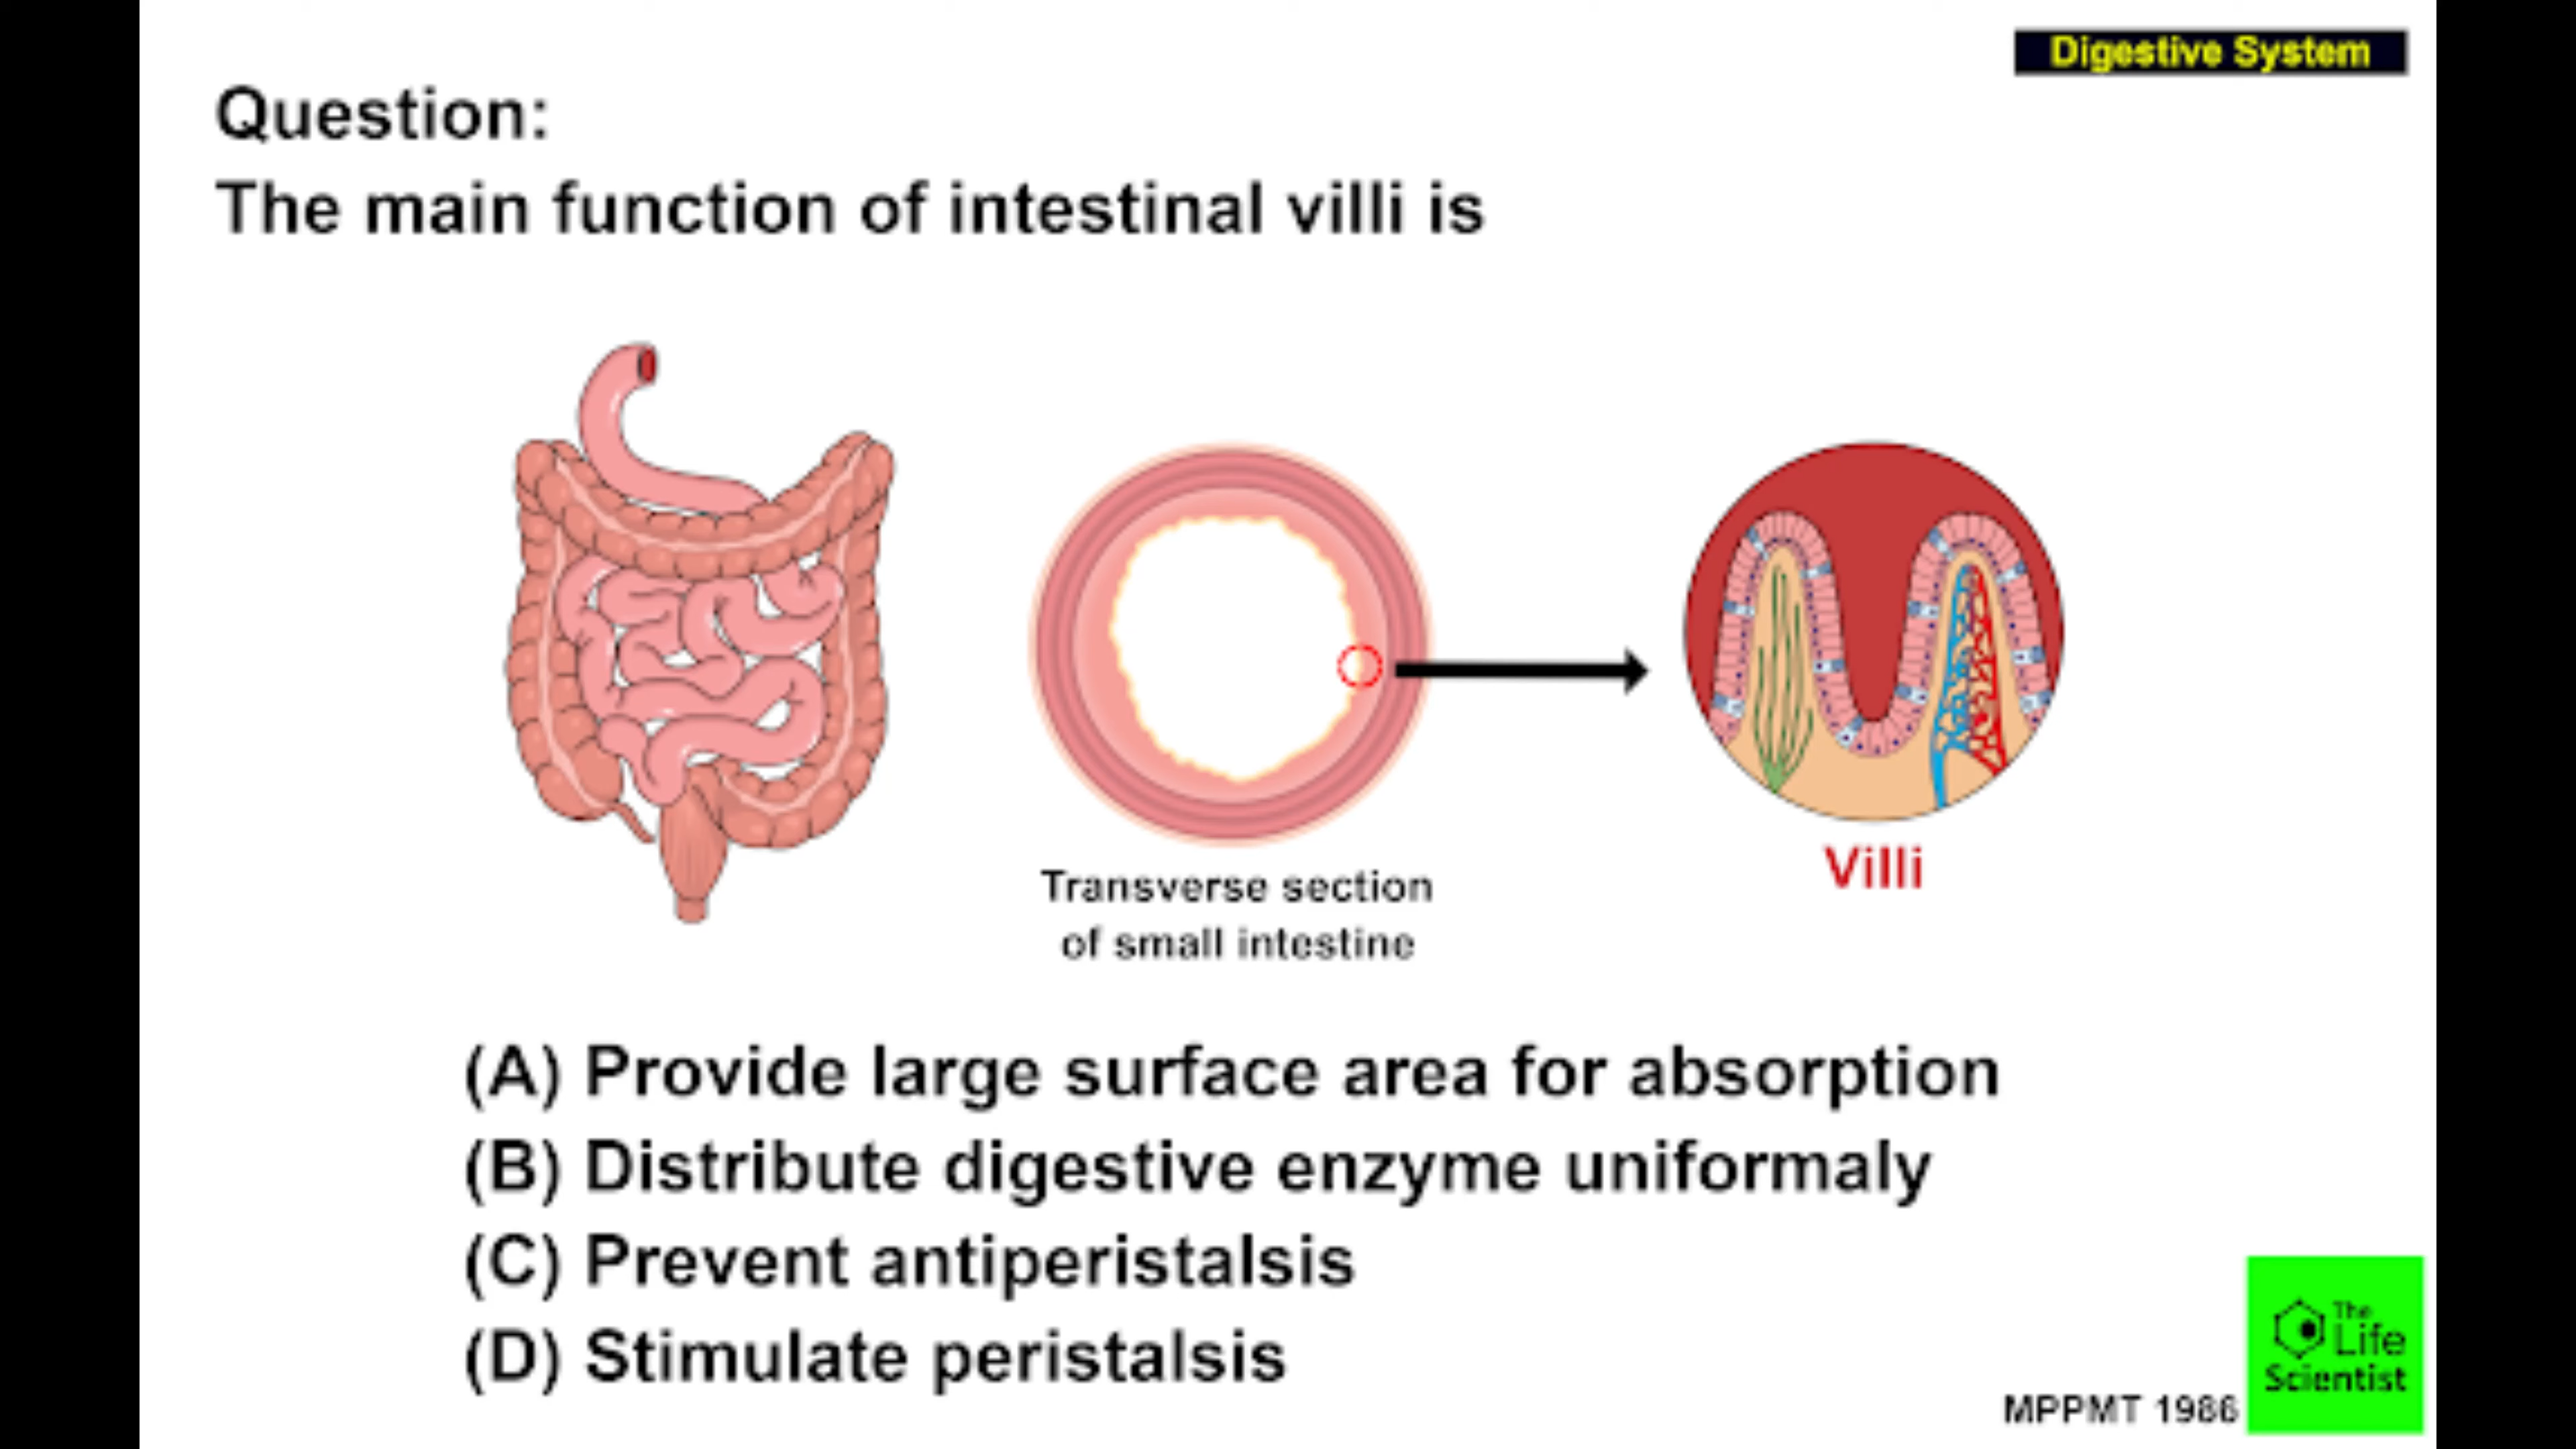 Digestive System
Question:
The main function of intestinal villi is
Transverse section
of small intestine
Villi
(A) Provide large surface area for absorption
(B) Distribute digestive enzyme uniformaly
(C) Prevent antiperistalsis
(D) Stimulate peristalsis
MPPMT 1986
The
Life
Scientist